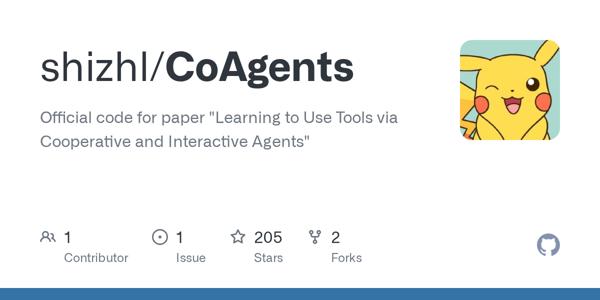 shizhl/CoAgents
Official code for paper "Learning to Use Tools via
Cooperative and Interactive Agents"
1 1 205 2
Contributor Issue Stars Forks